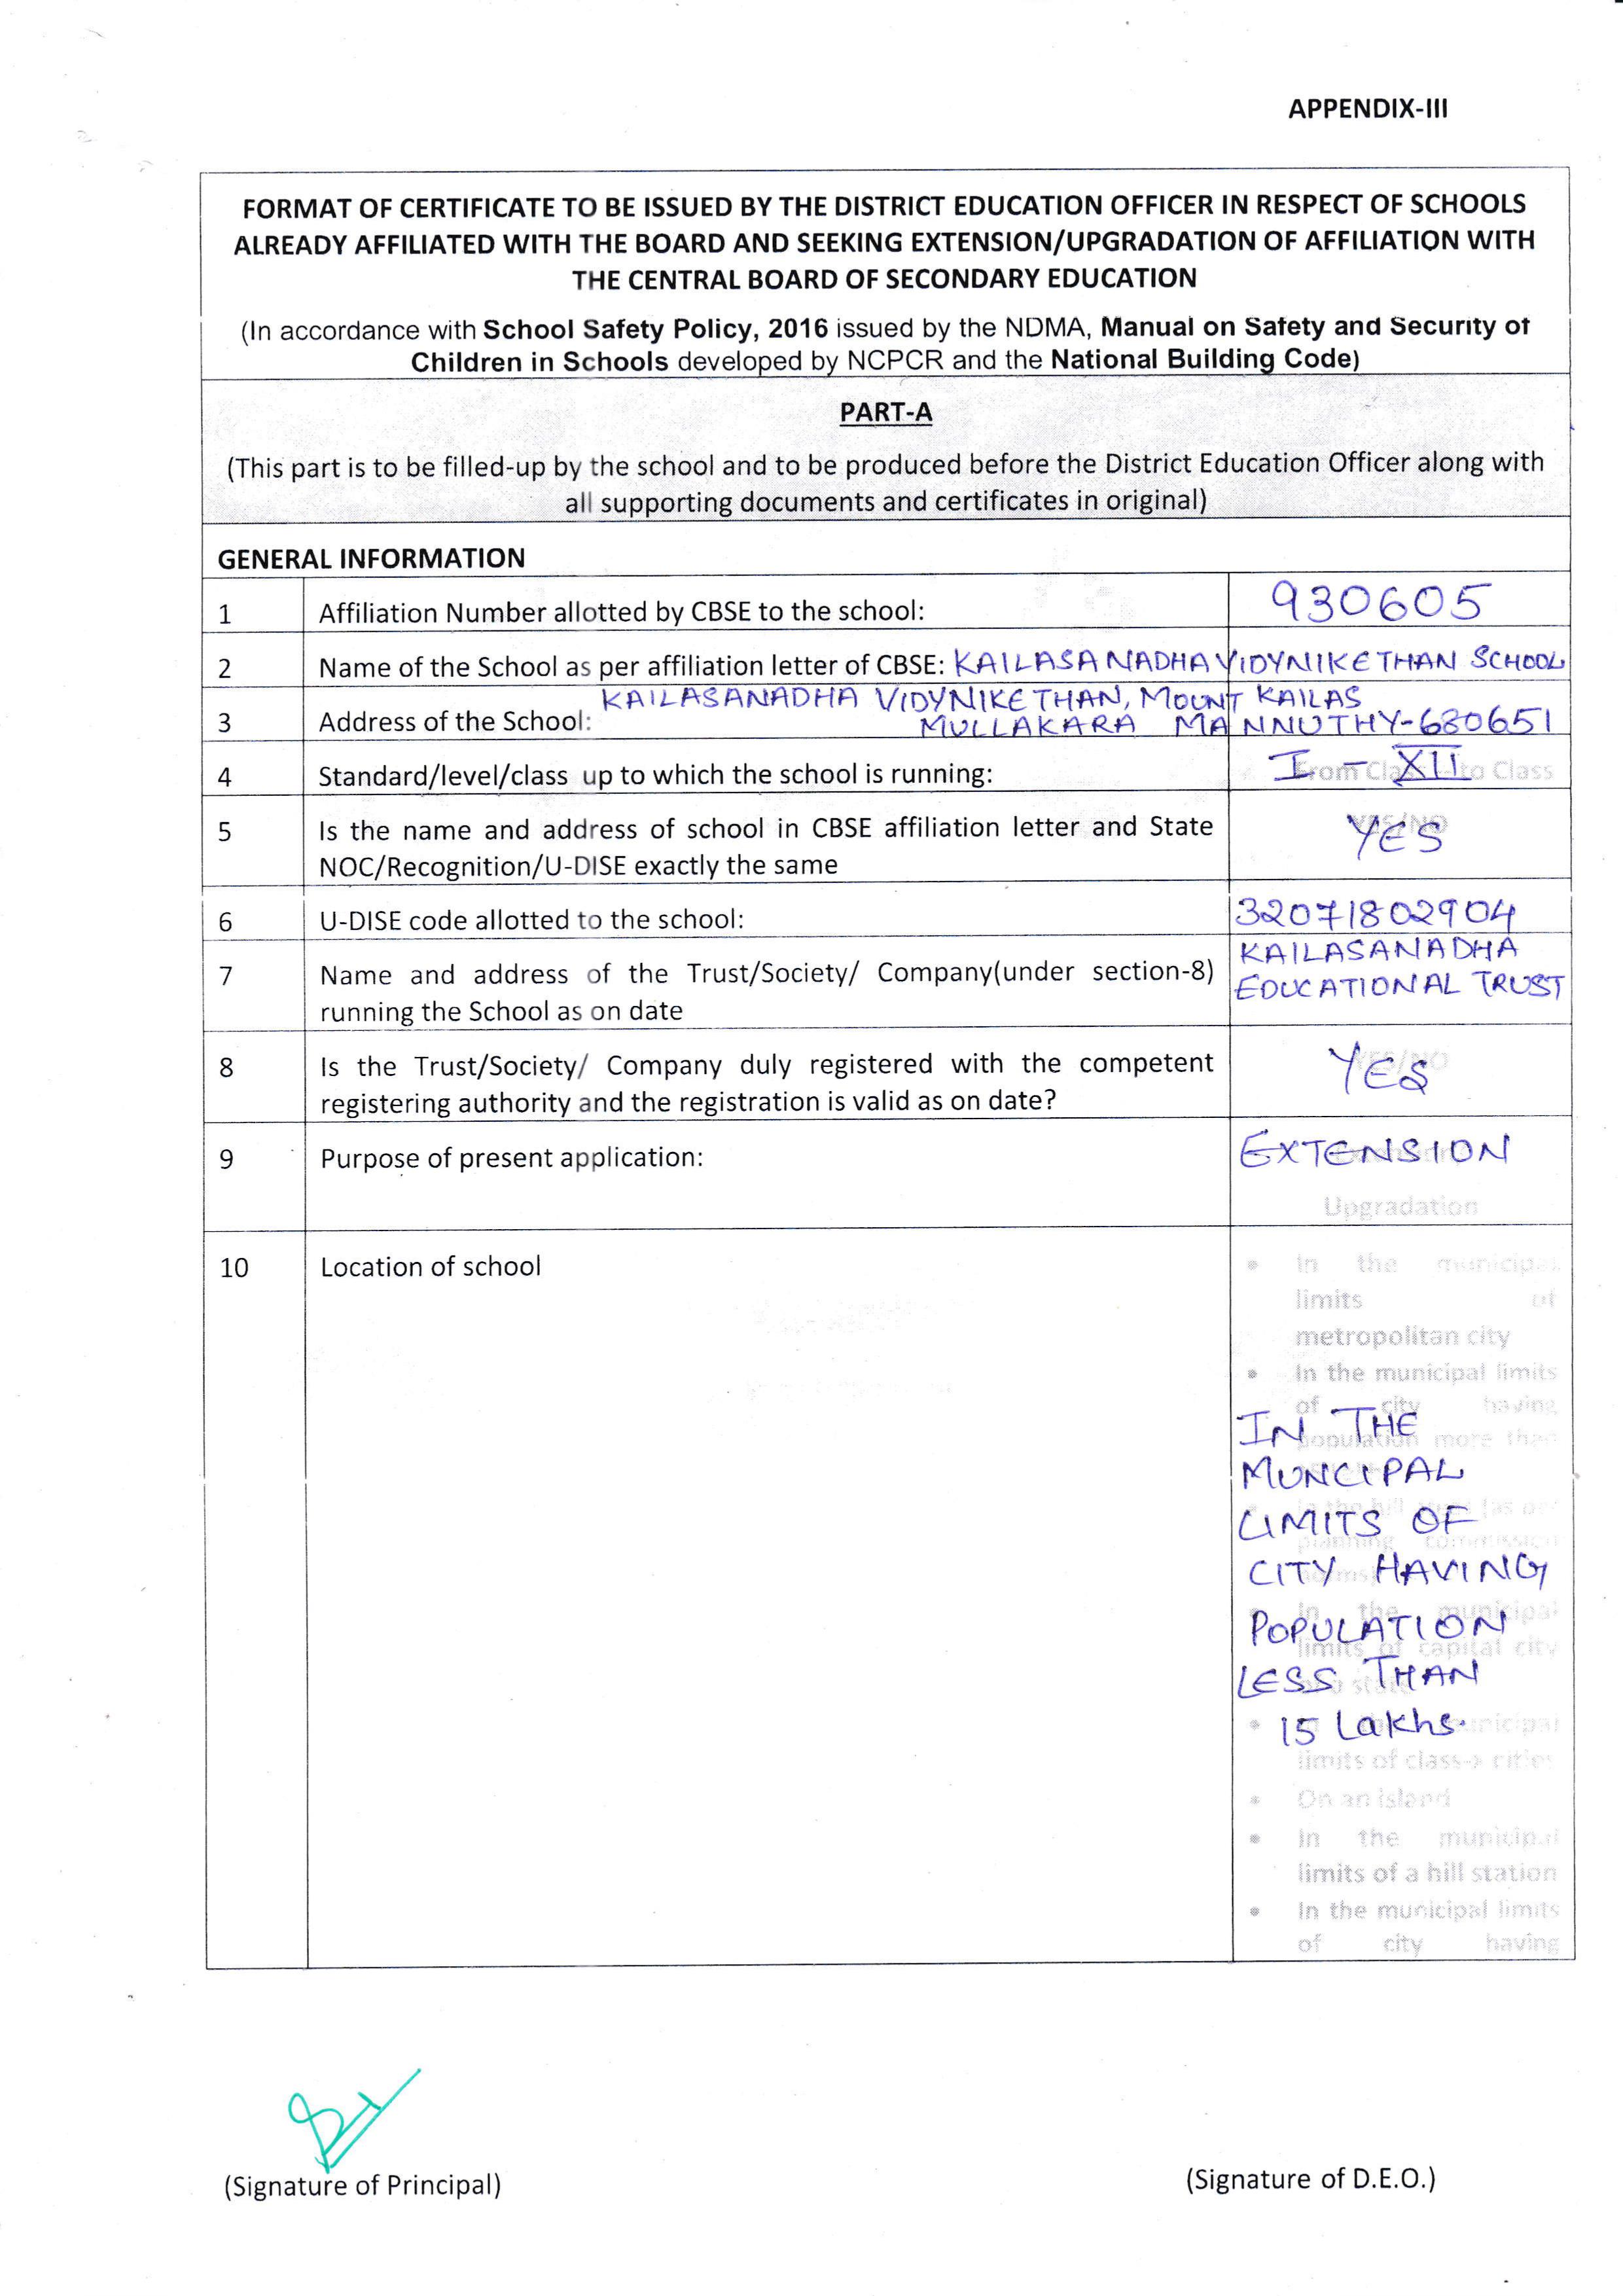 APPENDIX-III
FORMAT OF CERTIFICATE TO BE ISSUED BY THE DISTRICT EDUCATION OFFICER IN RESPECT OF SCHOOLS
ALREADY AFFILIATED WITH THE BOARD AND SEEKING EXTENSION/UPGRADATION OF AFFILIATION WITH
THE CENTRAL BOARD OF SECONDARY EDUCATION
(In accordance with School Safety Policy, 2016 issued by the NDMA, Manual on Safety and Security of
Children in Schools developed by NCPCR and the National Building Code)
PART-A
(This part is to be filled-up by the school and to be produced before the District Education Officer along with
all supporting documents and certificates in original)
GENERAL INFORMATION
1 Affiliation Number allotted by CBSE to the school: 930605
2 Name of the School as per affiliation letter of CBSE: KAILASANADHA VIDYNIKETHAN SCHOOL
KAILASANADHA VIDYNIKETHAN, MOUNT KAILAS
3 Address of the School: MULLAKARA MANNUTHY-680651
4 Standard/level/class up to which the school is running: I - XII From Class to Class
5 Is the name and address of school in CBSE affiliation letter and State YES/NO YES
NOC/Recognition/U-DISE exactly the same
6 U-DISE code allotted to the school: 32071802904
7 Name and address of the Trust/Society/ Company(under section-8) KAILASANADHA
running the School as on date EDUCATIONAL TRUST
8 Is the Trust/Society/ Company duly registered with the competent YES/NO YES
registering authority and the registration is valid as on date?
9 Purpose of present application: EXTENSION
Upgradation
10 Location of school
• In the municipal
limits of
metropolitan city
• In the municipal limits
of city having
population more than
IN THE
MUNCIPAL
LIMITS OF
CITY HAVING
POPULATION
LESS THAN
15 Lakhs.
• In the hill (as per
planning commission
• In the municipal
limits of capital city
• municipal
limits of class-x cities
• On an island
• In the municipal
limits of a hill station
• In the municipal limits
of city having
(Signature of Principal)
(Signature of D.E.O.)